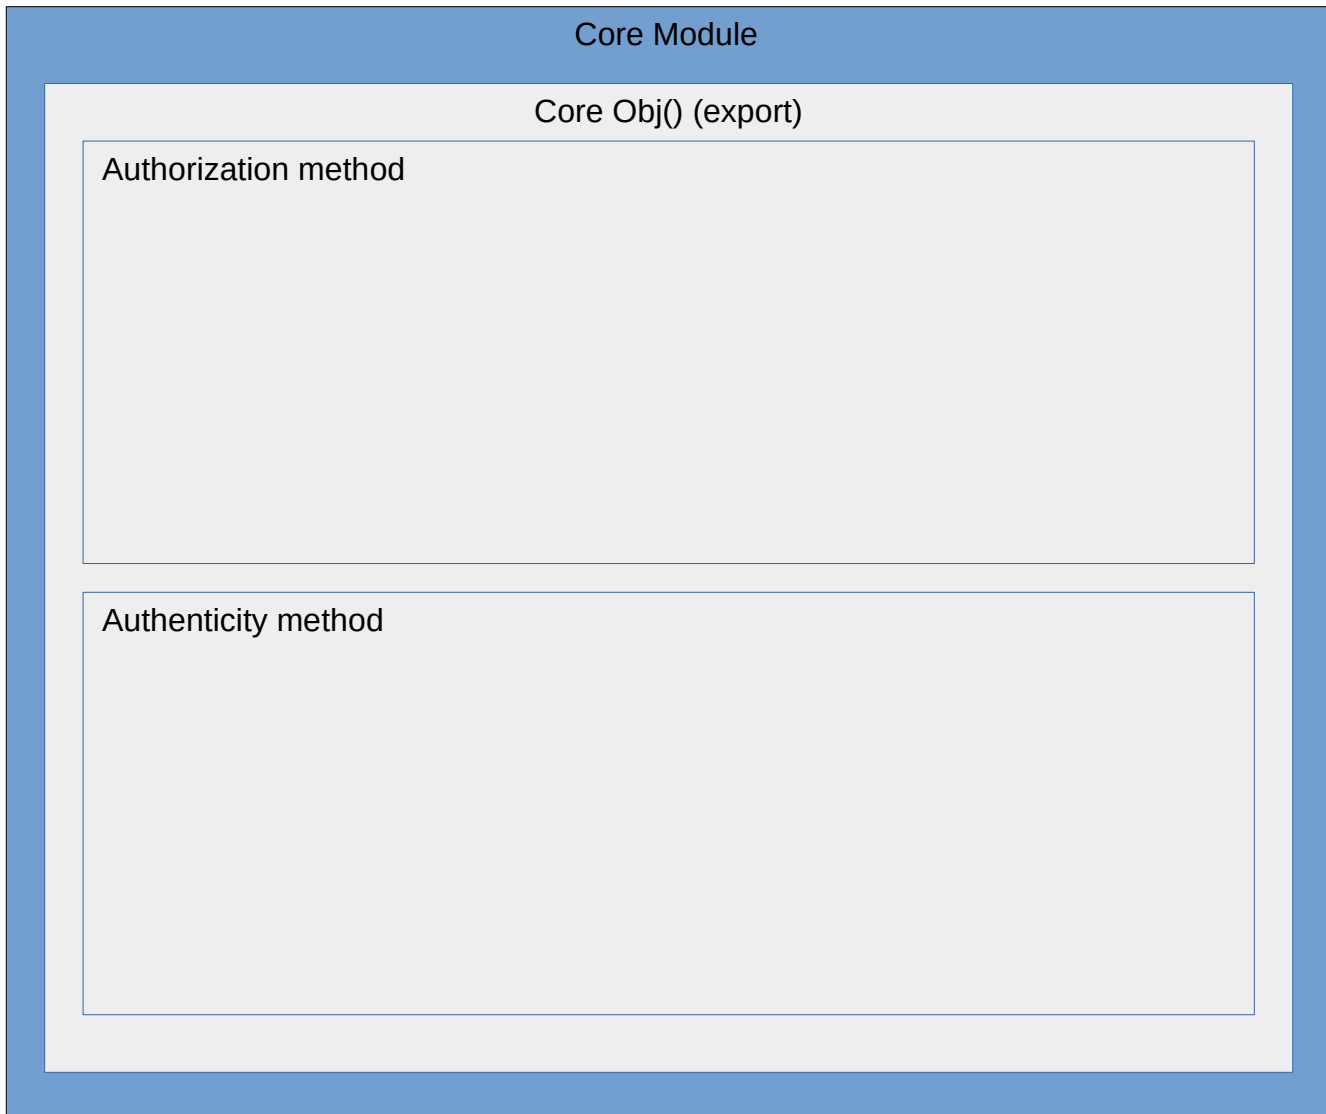 Core Module
Core Obj() (export)
Authorization method
Authenticity method